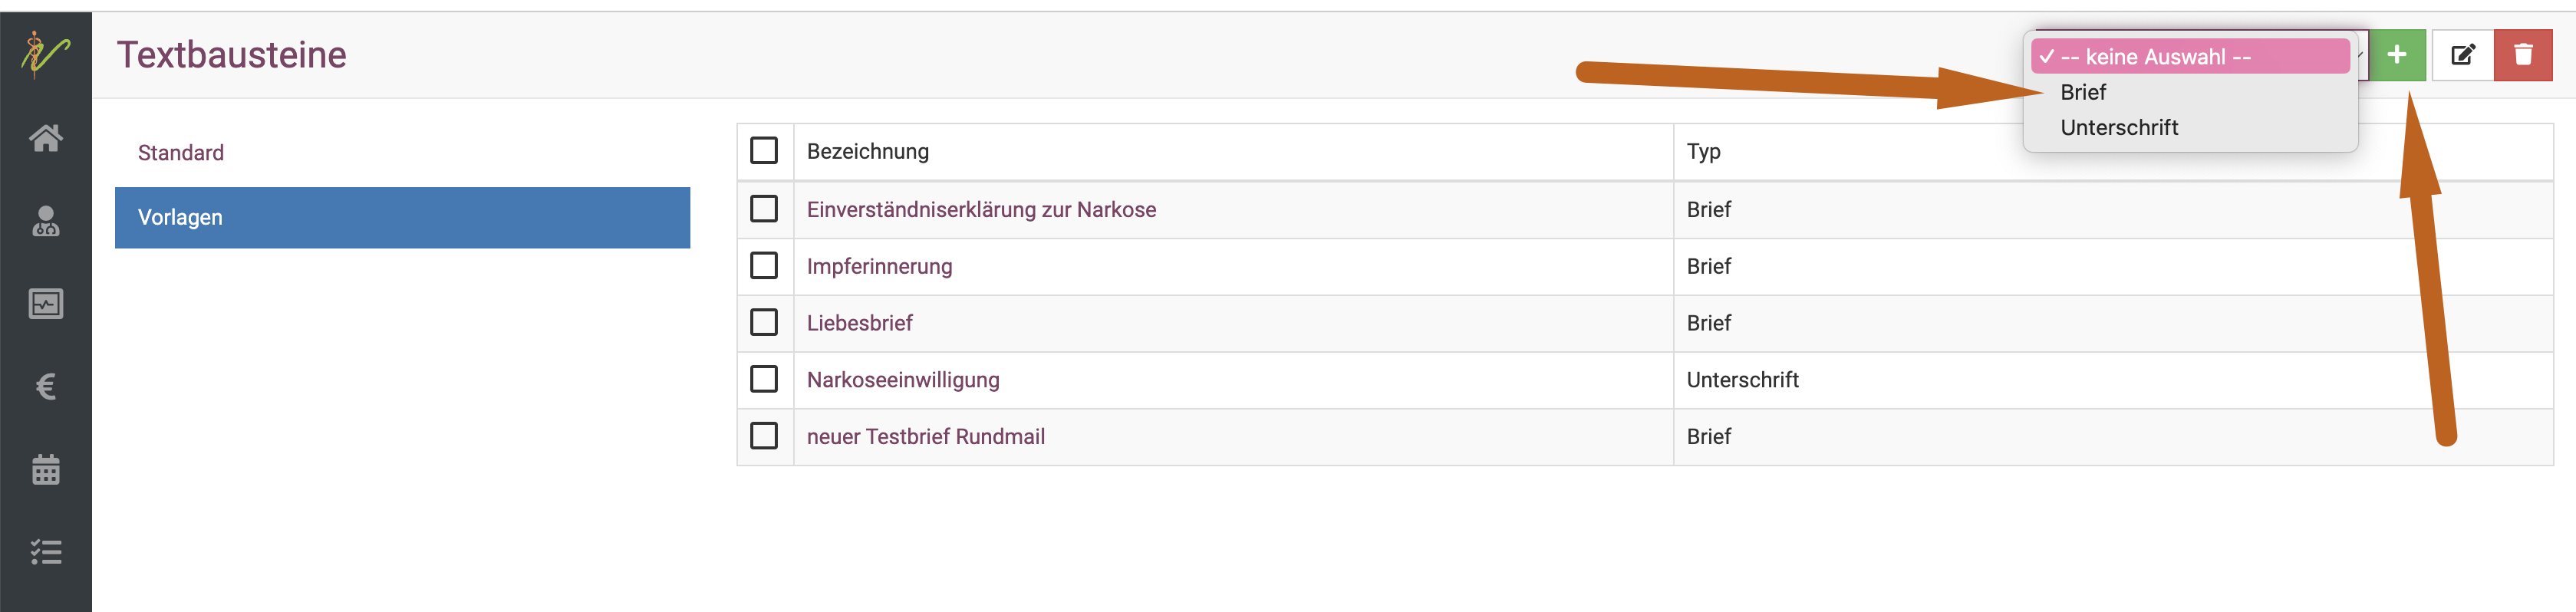 Textbausteine
✓ -- keine Auswahl --
Brief
Unterschrift
Standard
Vorlagen
Bezeichnung Typ
Einverständniserklärung zur Narkose Brief
Impferinnerung Brief
Liebesbrief Brief
Narkoseeinwilligung Unterschrift
neuer Testbrief Rundmail Brief